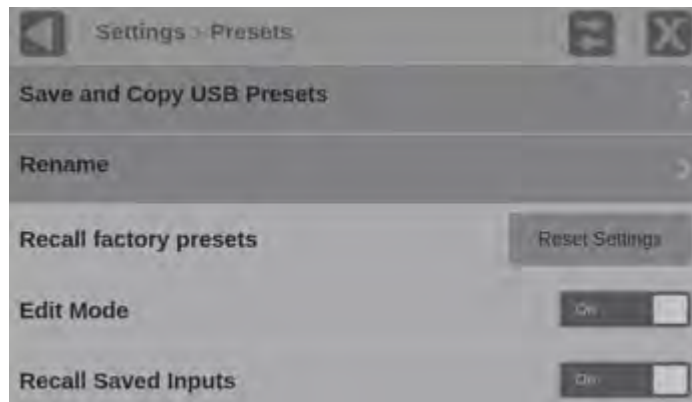 Settings > Presets
Save and Copy USB Presets
Rename
Recall factory presets
Reset Settings
Edit Mode
On
Recall Saved Inputs
On